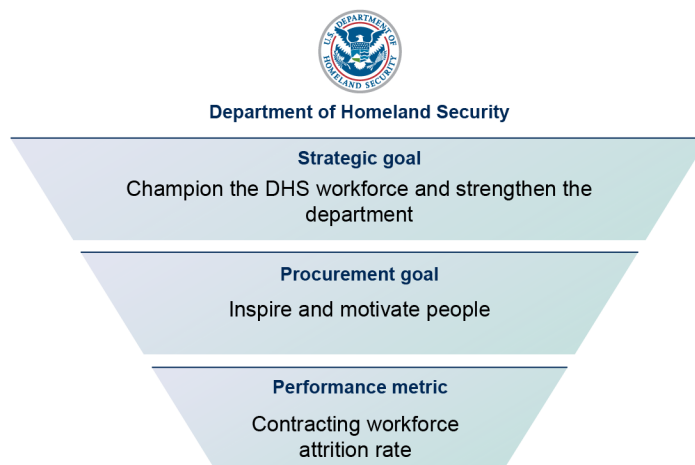 U.S. DEPARTMENT OF
HOMELAND SECURITY
Department of Homeland Security
Strategic goal
Champion the DHS workforce and strengthen the
department
Procurement goal
Inspire and motivate people
Performance metric
Contracting workforce
attrition rate